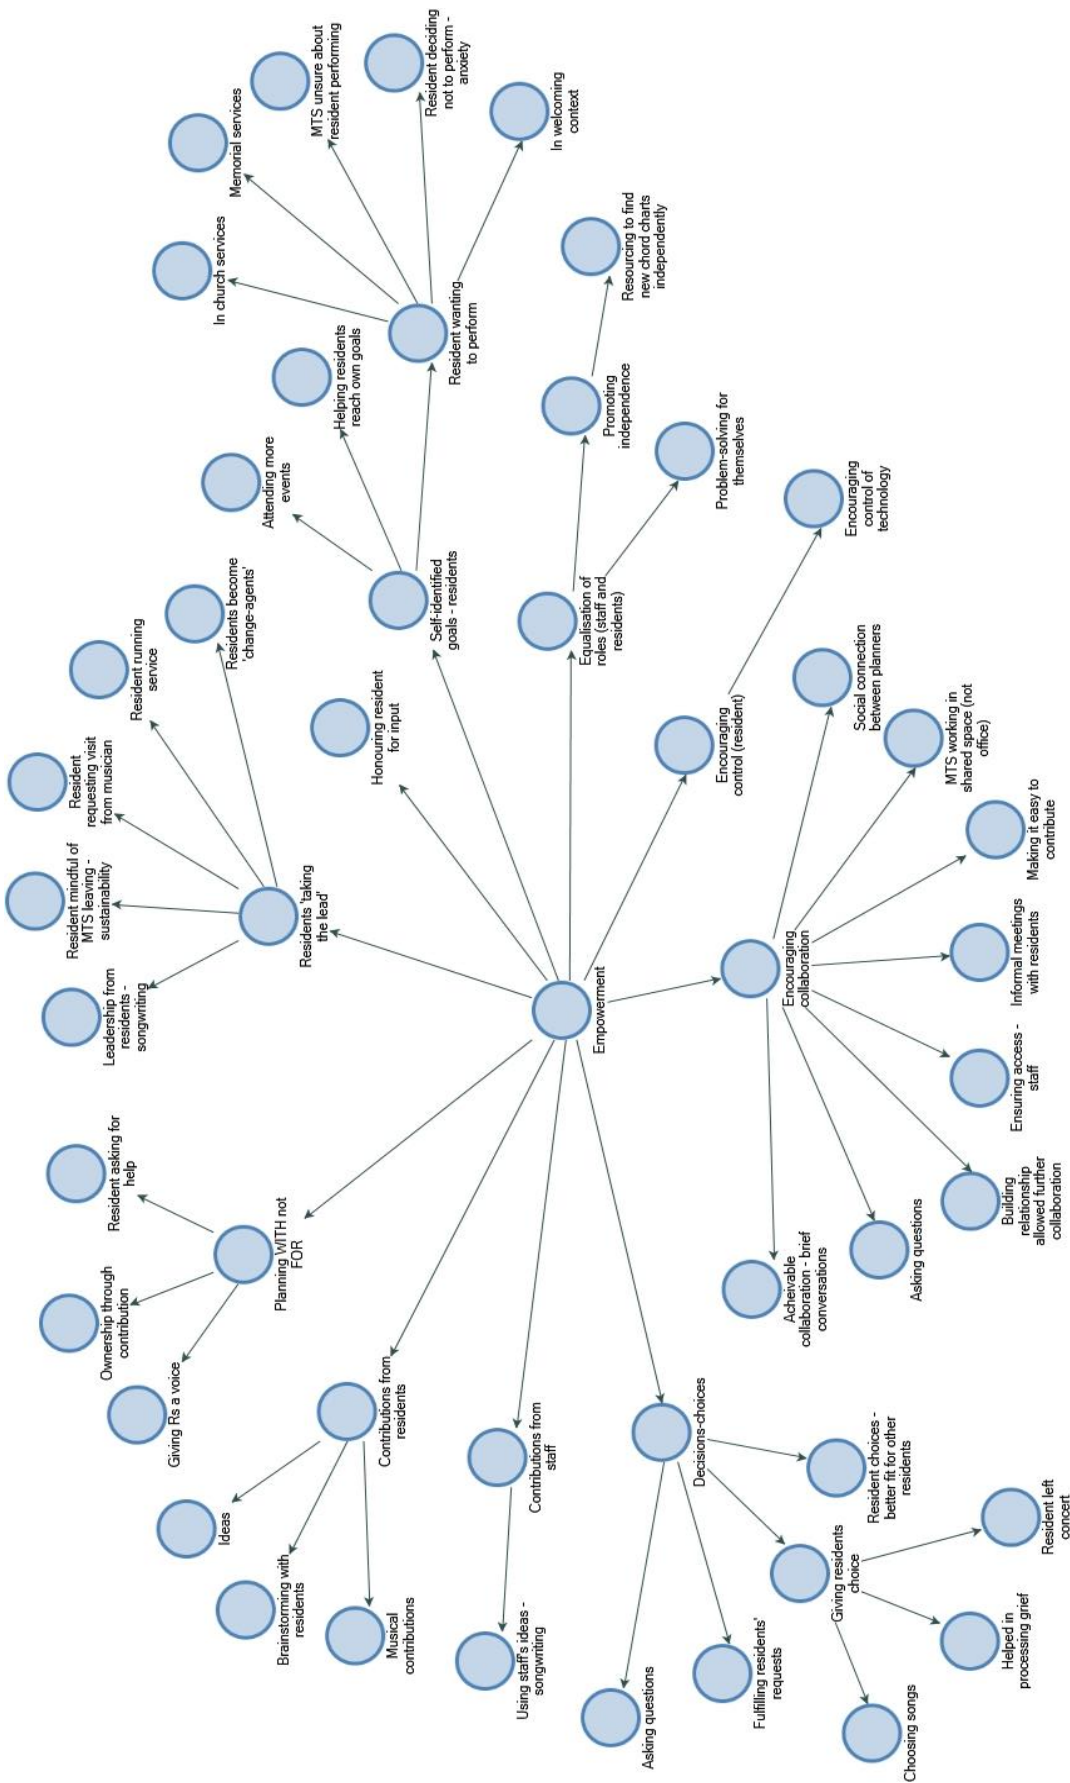 Leadership from
residents -
songwriting
Resident mindful of
MTS leaving -
sustainability
Resident
requesting visit
from musician
Resident running
service
Residents become
'change-agents'
Residents 'taking
the lead'
Giving Rs a voice
Ownership through
contribution
Resident asking for
help
Planning WITH not
FOR
Ideas
Brainstorming with
residents
Musical
contributions
Contributions from
residents
Honouring resident
for input
Attending more
events
Helping residents
reach own goals
Self-identified
goals - residents
In church services
Memorial services
MTS unsure about
resident performing
Resident deciding
not to perform -
anxiety
In welcoming
context
Resident wanting
to perform
Using staff's ideas -
songwriting
Contributions from
staff
Empowerment
Equalisation of
roles (staff and
residents)
Promoting
independence
Resourcing to find
new chord charts
independently
Problem-solving for
themselves
Encouraging
control (resident)
Encouraging
control of
technology
Asking questions
Fulfilling residents'
requests
Decisions-choices
Giving residents
choice
Resident choices -
better fit for other
residents
Choosing songs
Helped in
processing grief
Resident left
concert
Encouraging
collaboration
Acheivable
collaboration - brief
conversations
Asking questions
Building
relationship
allowed further
collaboration
Ensuring access -
staff
Informal meetings
with residents
Making it easy to
contribute
MTS working in
shared space (not
office)
Social connection
between planners